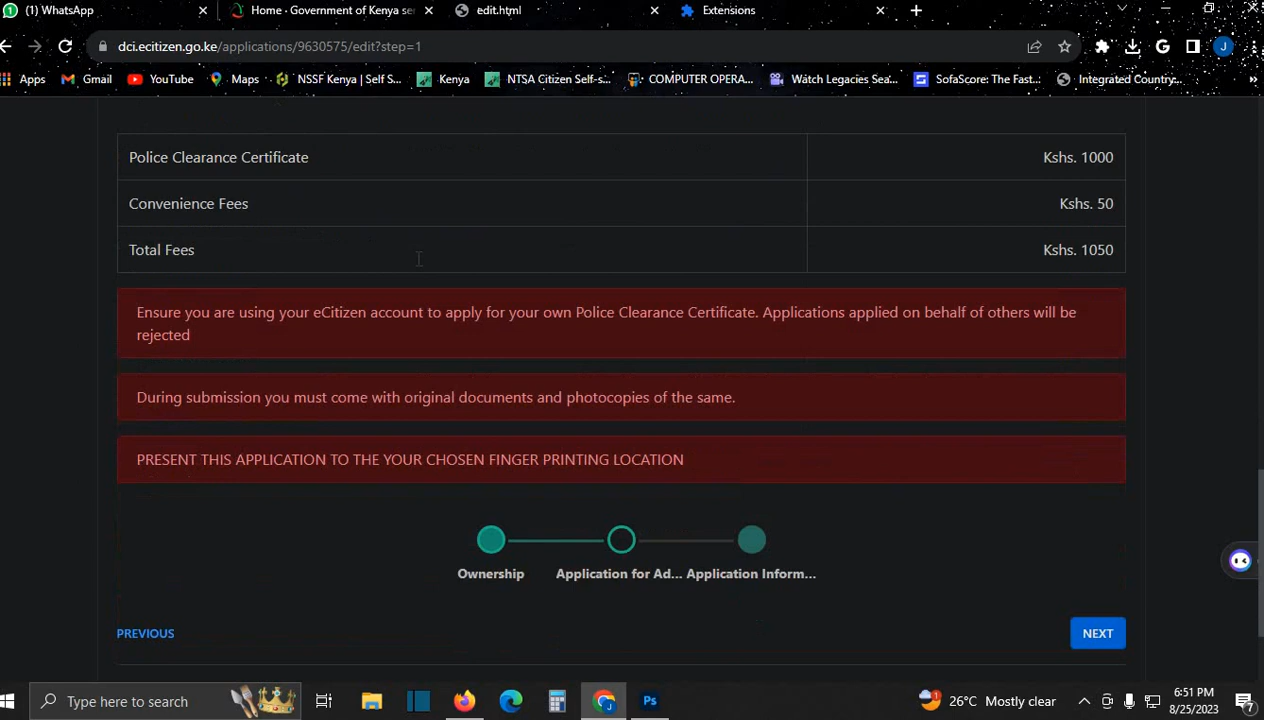 (1) WhatsApp
Home - Government of Kenya se
edit.html
Extensions
dci.ecitizen.go.ke/applications/9630575/edit?step=1
J
Apps
Gmail
YouTube
Maps
NSSF Kenya | Self S...
Kenya
NTSA Citizen Self-s...
COMPUTER OPERA...
Watch Legacies Sea...
SofaScore: The Fast...
Integrated Country...
Police Clearance Certificate
Kshs. 1000
Convenience Fees
Kshs. 50
Total Fees
Kshs. 1050
Ensure you are using your eCitizen account to apply for your own Police Clearance Certificate. Applications applied on behalf of others will be
rejected
During submission you must come with original documents and photocopies of the same.
PRESENT THIS APPLICATION TO THE YOUR CHOSEN FINGER PRINTING LOCATION
Ownership
Application for Ad...
Application Inform...
PREVIOUS
NEXT
Type here to search
Ps
26°C Mostly clear
6:51 PM
8/25/2023
7